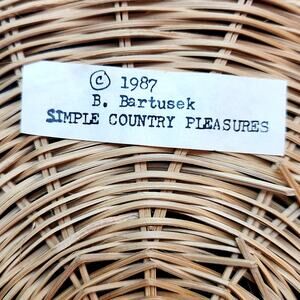 © 1987
B. Bartusek
SIMPLE COUNTRY PLEASURES